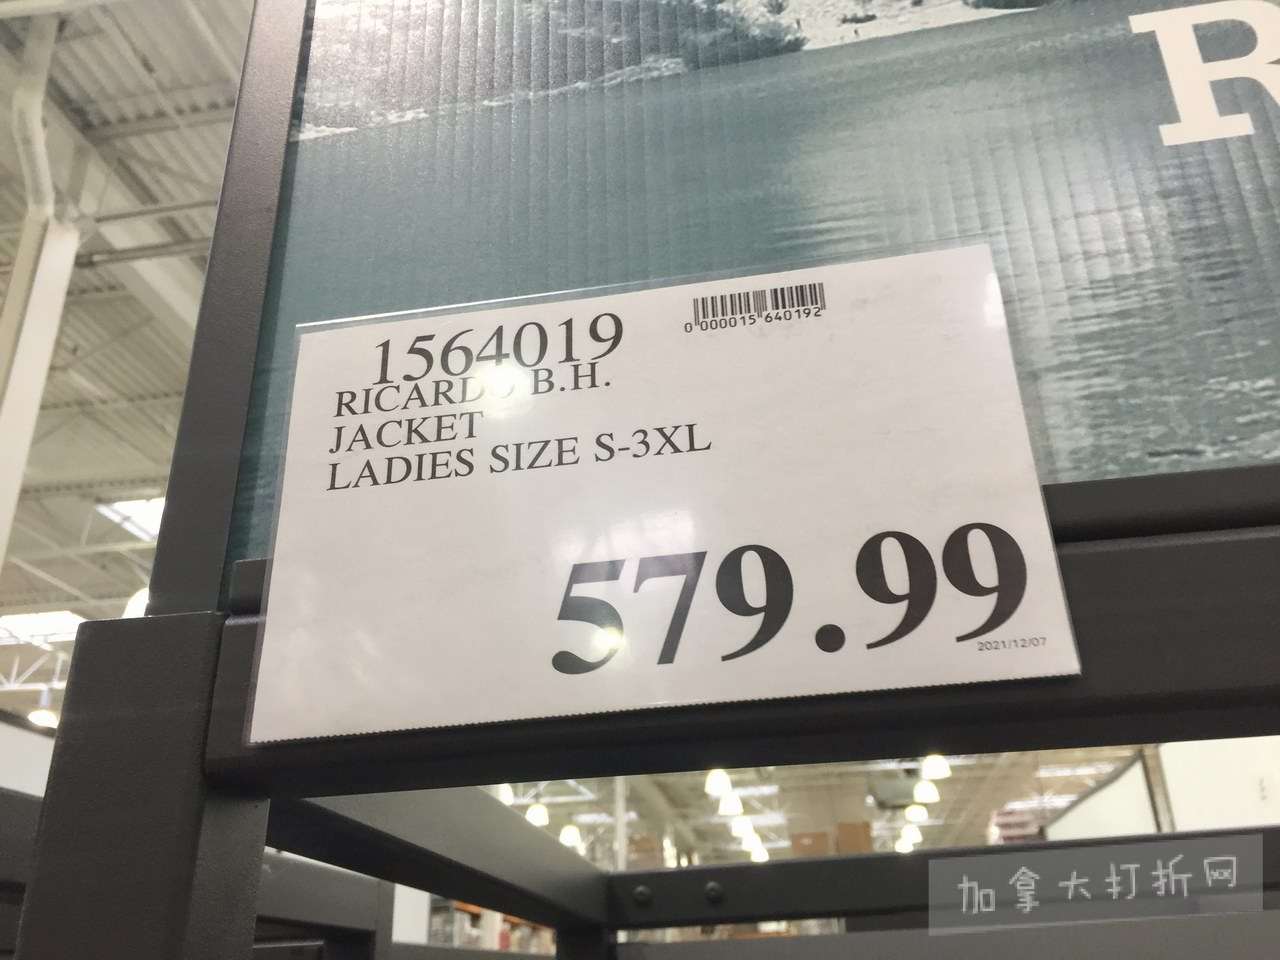 R
1564019
0 000015 640192
RICARDO B.H.
JACKET
LADIES SIZE S-3XL
579.99
2021/12/07
加拿大打折网